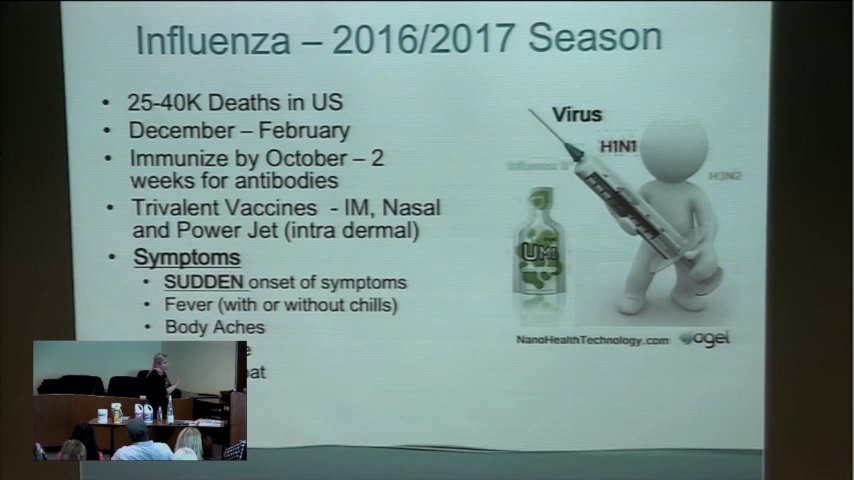 Influenza – 2016/2017 Season
• 25-40K Deaths in US
• December – February
• Immunize by October – 2
weeks for antibodies
• Trivalent Vaccines - IM, Nasal
and Power Jet (intra dermal)
• Symptoms
• SUDDEN onset of symptoms
• Fever (with or without chills)
• Body Aches
e
at
Virus
H1N1
Influenza B
H3N2
UMI
NanoHealthTechnology.com
agel